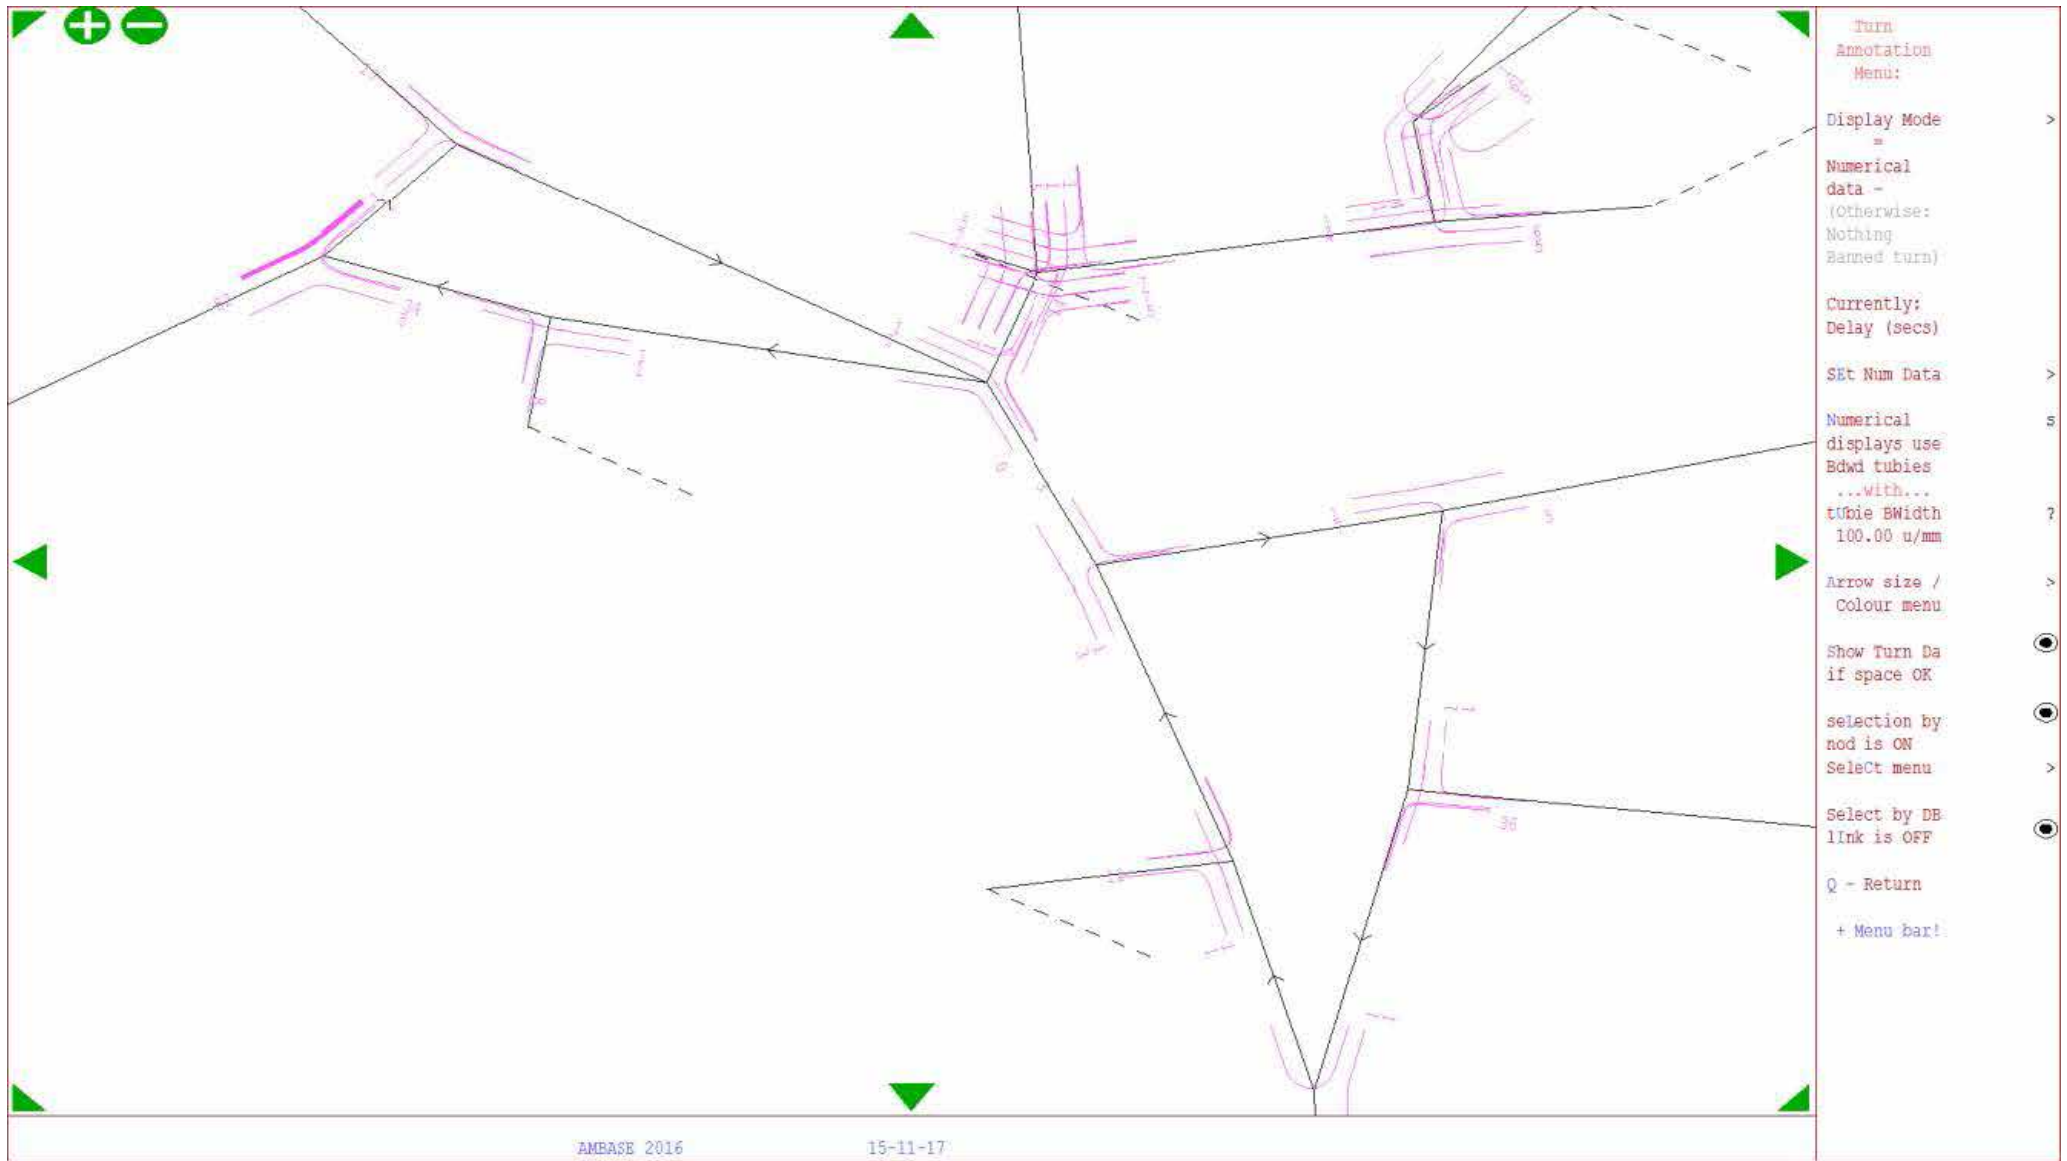 Turn
Annotation
Menu:
Display Mode >
=
Numerical
data -
(Otherwise:
Nothing
Banned turn)
Currently:
Delay (secs)
SEt Num Data >
Numerical s
displays use
Bdwd tubies
...with...
tUbie BWidth ?
100.00 u/mm
Arrow size / >
Colour menu
Show Turn Da
if space OK
seLection by
nod is ON
SeleCt menu >
Select by DB
lInk is OFF
Q - Return
+ Menu bar!
36
AMBASE 2016 15-11-17